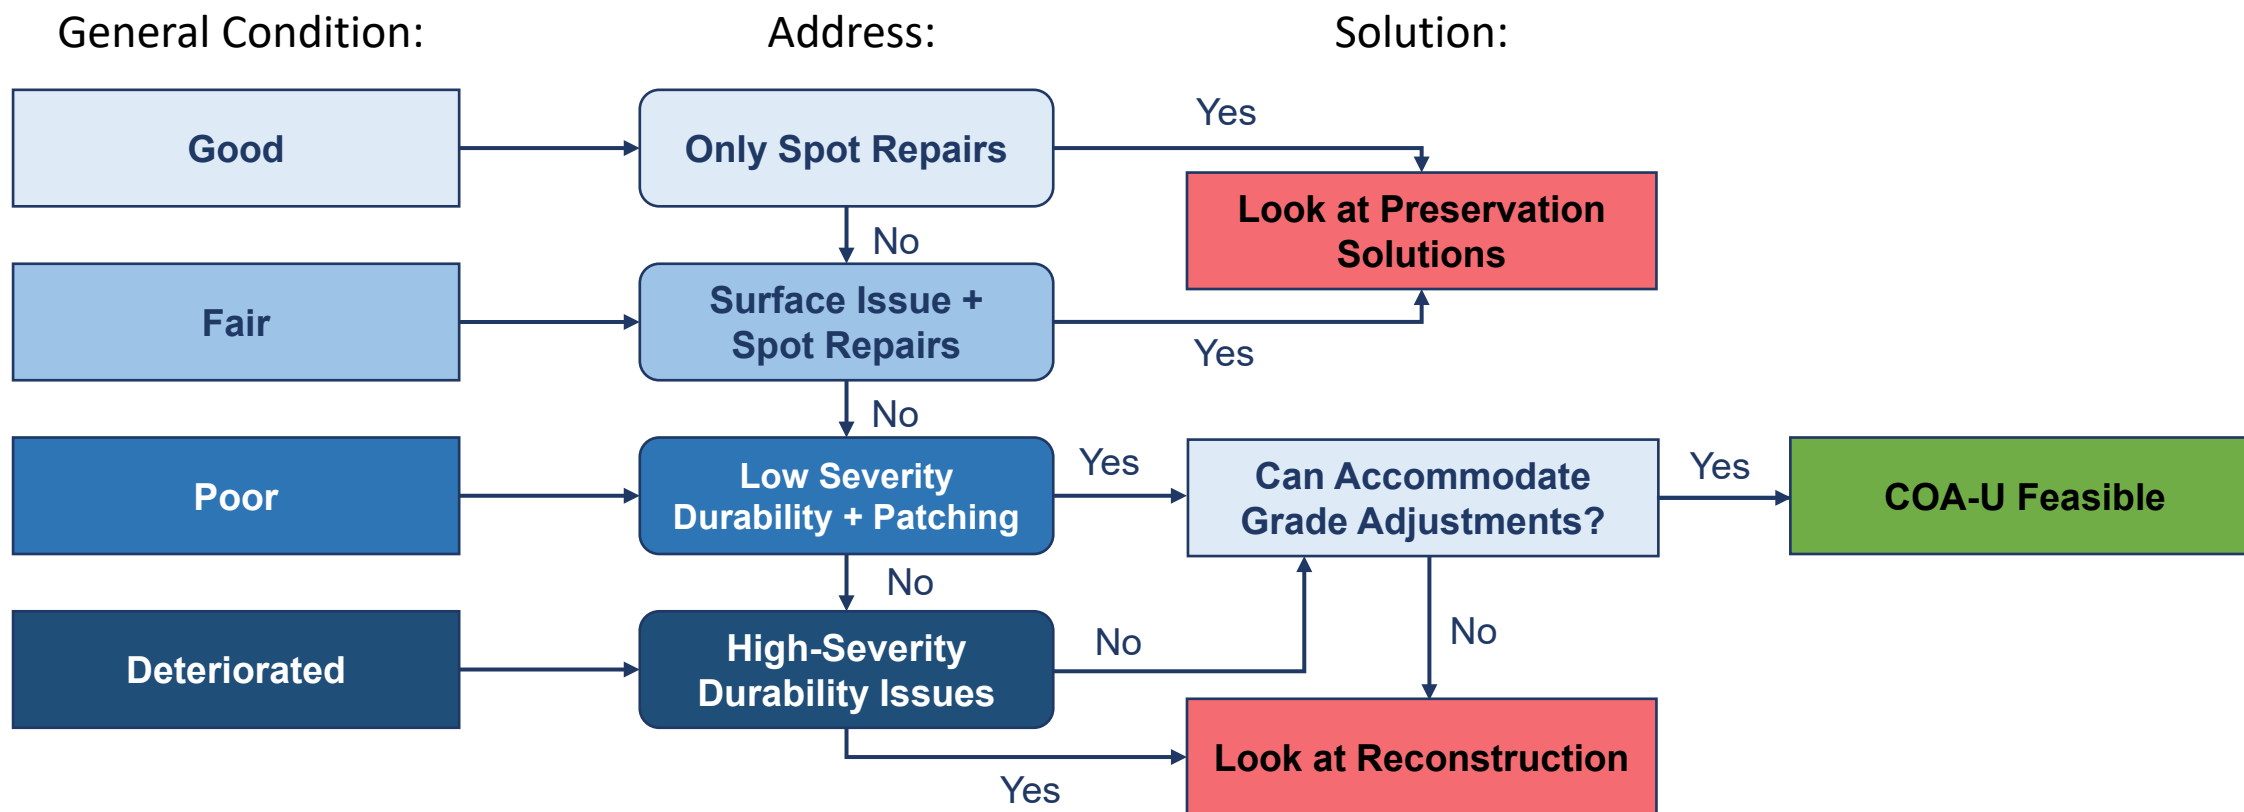 General Condition:
Address:
Solution:
Good
Only Spot Repairs
Yes
Look at Preservation
Solutions
No
Fair
Surface Issue +
Spot Repairs
Yes
No
Poor
Low Severity
Durability + Patching
Yes
Can Accommodate
Grade Adjustments?
Yes
COA-U Feasible
No
Deteriorated
High-Severity
Durability Issues
No
No
Look at Reconstruction
Yes